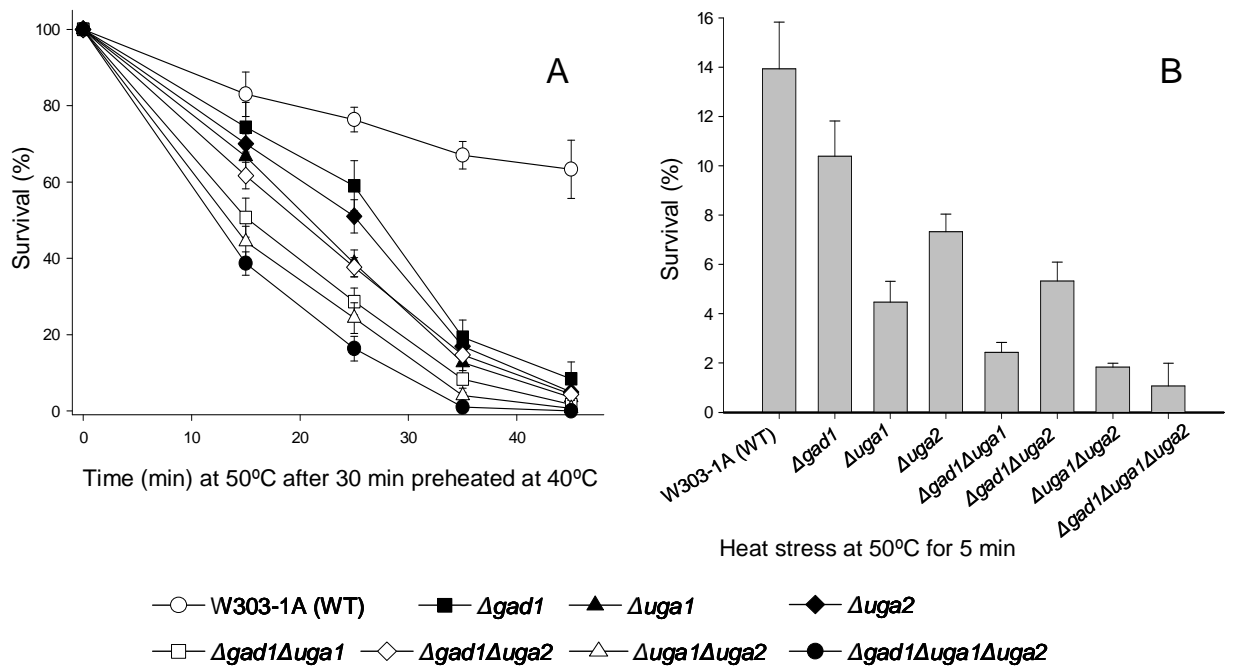 A
Survival (%)
100
80
60
40
20
0
0 10 20 30 40
Time (min) at 50ºC after 30 min preheated at 40ºC
B
Survival (%)
16
14
12
10
8
6
4
2
0
W303-1A (WT)
Δgad1
Δuga1
Δuga2
Δgad1Δuga1
Δgad1Δuga2
Δuga1Δuga2
Δgad1Δuga1Δuga2
Heat stress at 50ºC for 5 min
W303-1A (WT) Δgad1 Δuga1 Δuga2
Δgad1Δuga1 Δgad1Δuga2 Δuga1Δuga2 Δgad1Δuga1Δuga2